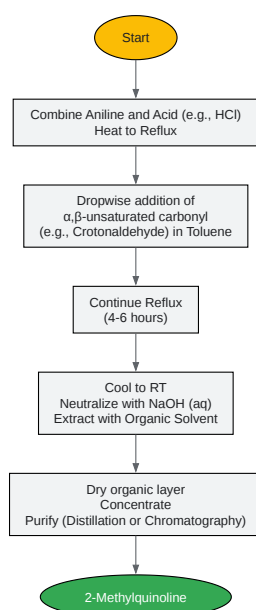 Start
Combine Aniline and Acid (e.g., HCl)
Heat to Reflux
Dropwise addition of
α,β-unsaturated carbonyl
(e.g., Crotonaldehyde) in Toluene
Continue Reflux
(4-6 hours)
Cool to RT
Neutralize with NaOH (aq)
Extract with Organic Solvent
Dry organic layer
Concentrate
Purify (Distillation or Chromatography)
2-Methylquinoline